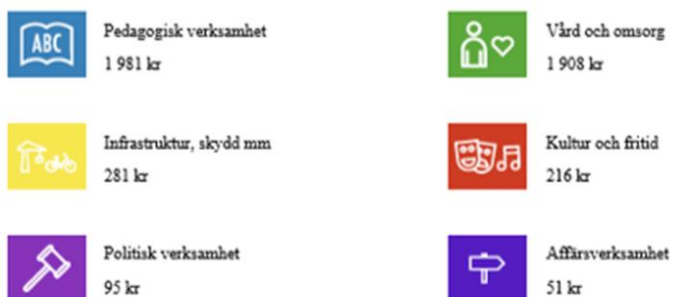 ABC
Pedagogisk verksamhet
1 981 kr
Vård och omsorg
1 908 kr
Infrastruktur, skydd mm
281 kr
Kultur och fritid
216 kr
Politisk verksamhet
95 kr
Affärsverksamhet
51 kr